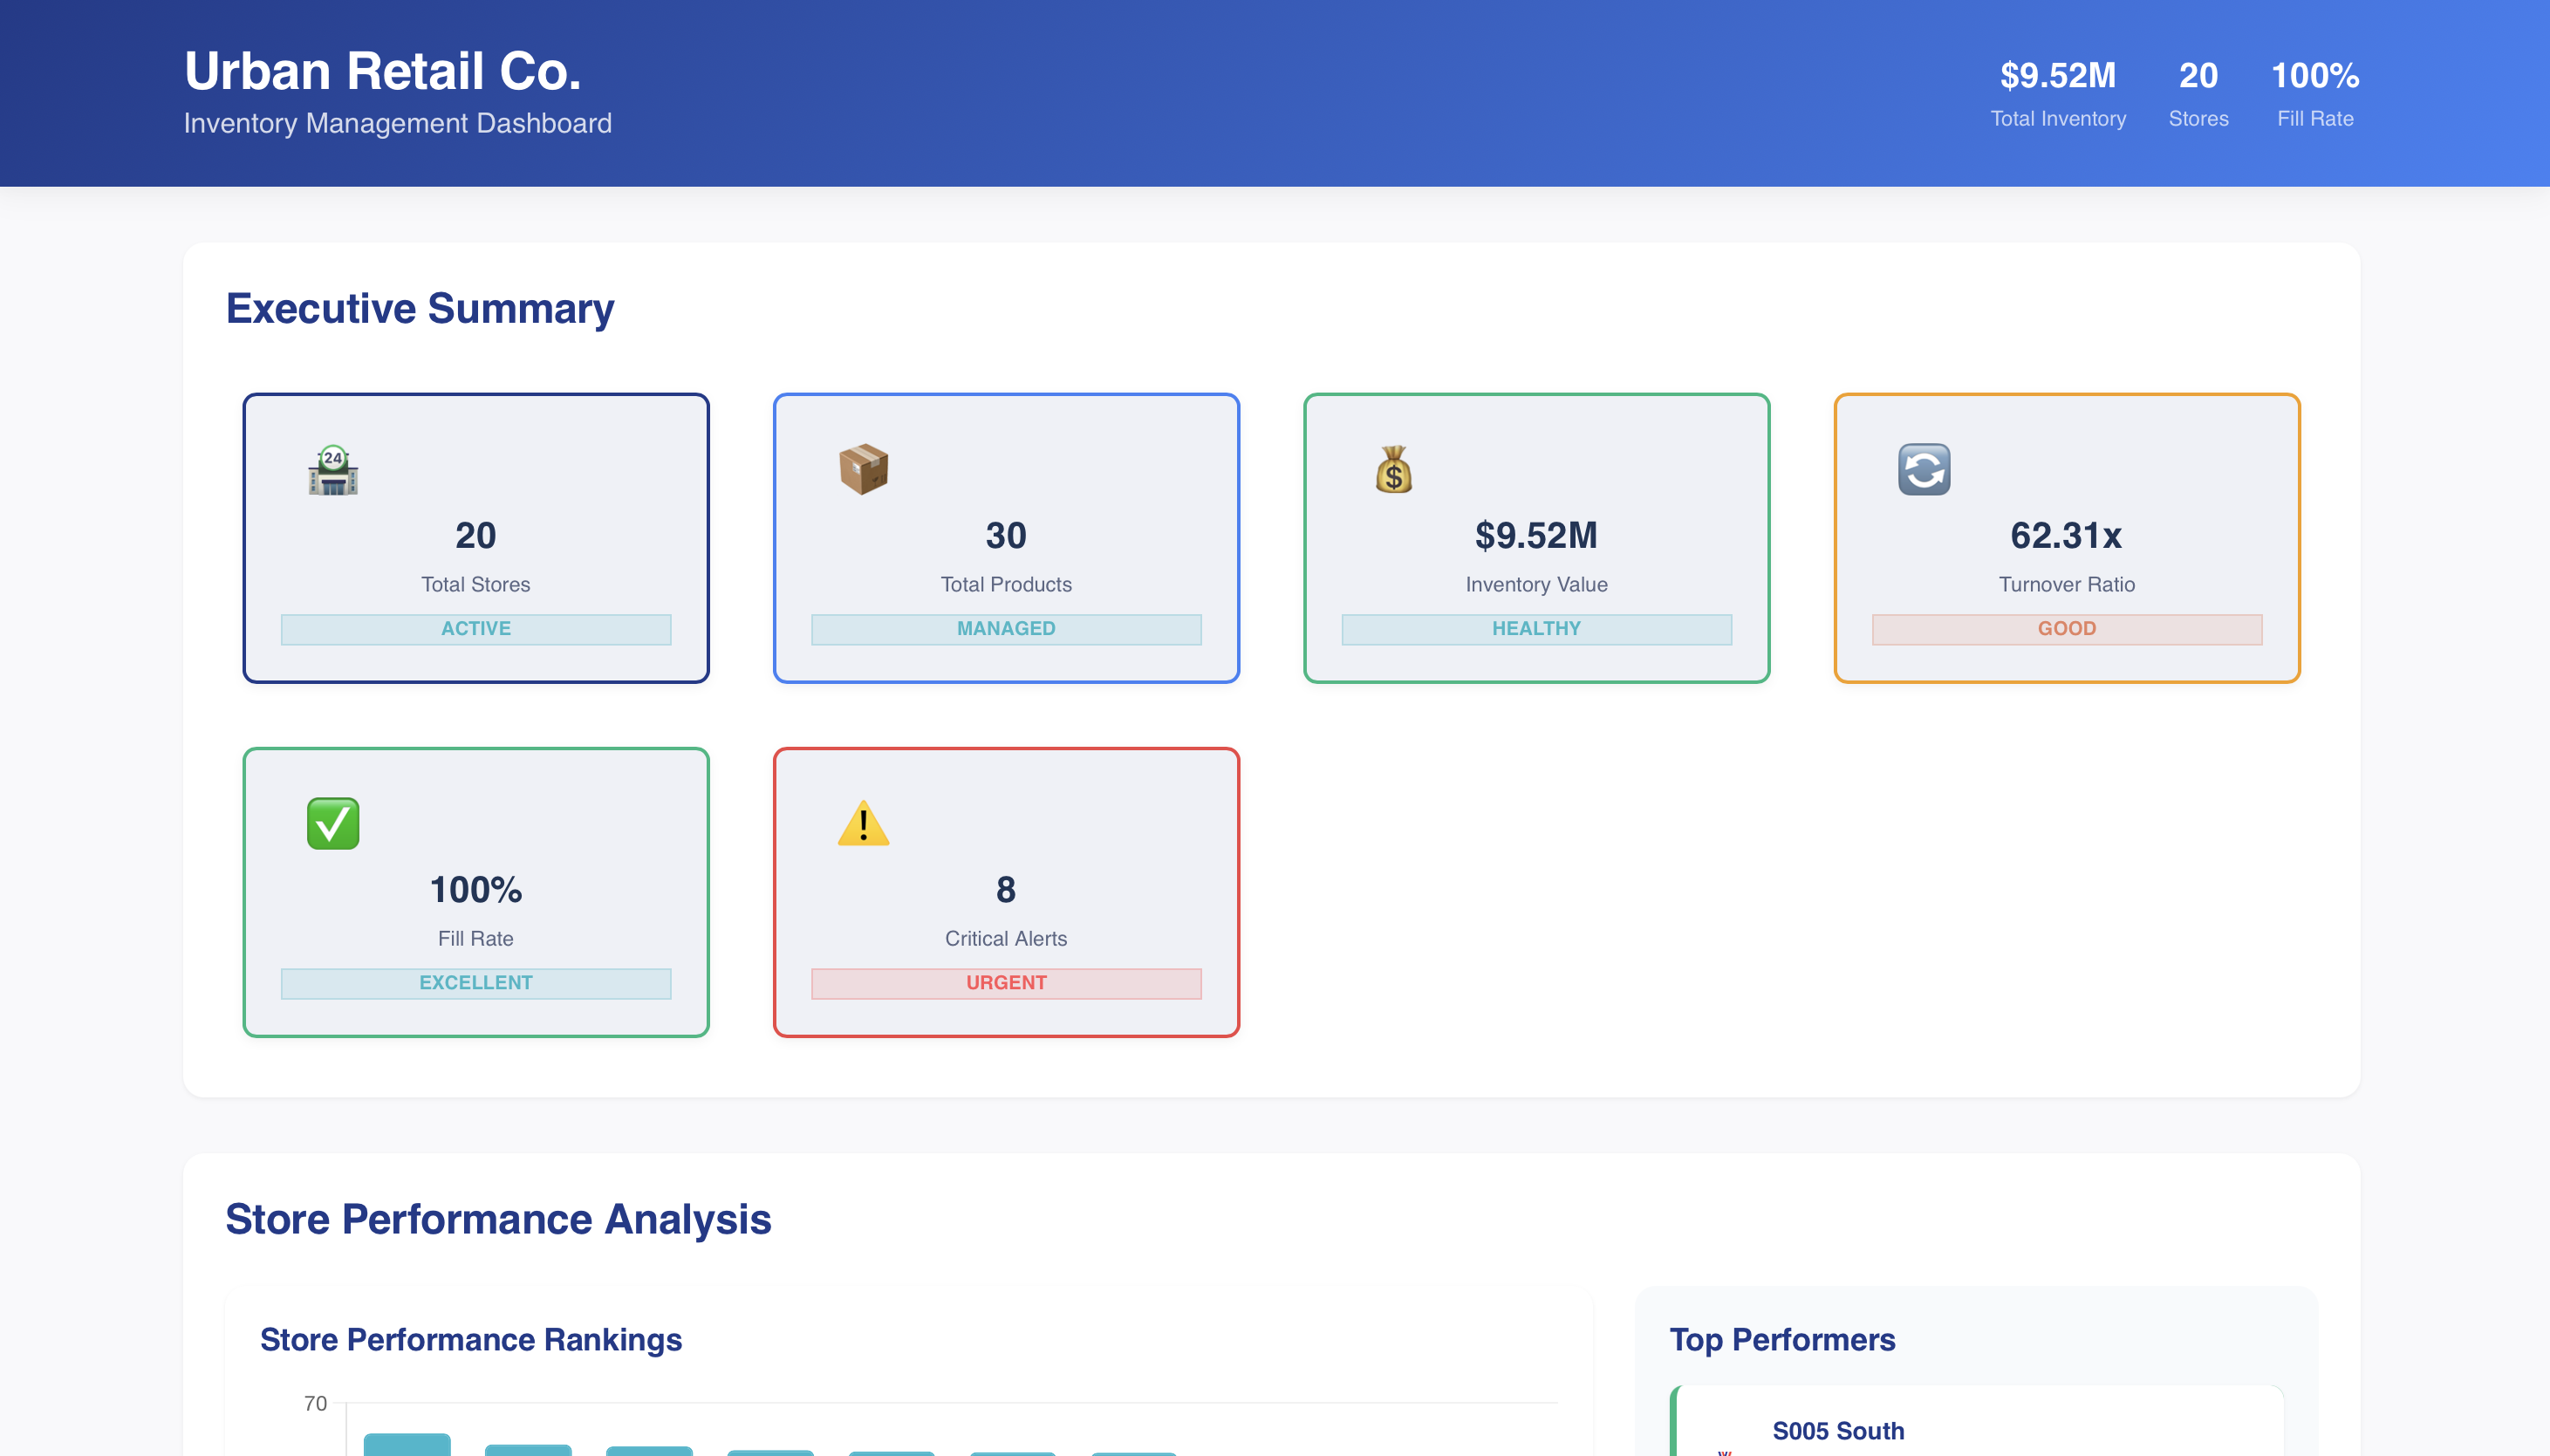 Urban Retail Co.
Inventory Management Dashboard
$9.52M
Total Inventory
20
Stores
100%
Fill Rate
Executive Summary
24
20
Total Stores
ACTIVE
30
Total Products
MANAGED
$
$9.52M
Inventory Value
HEALTHY
62.31x
Turnover Ratio
GOOD
100%
Fill Rate
EXCELLENT
8
Critical Alerts
URGENT
Store Performance Analysis
Store Performance Rankings
70
Top Performers
S005 South